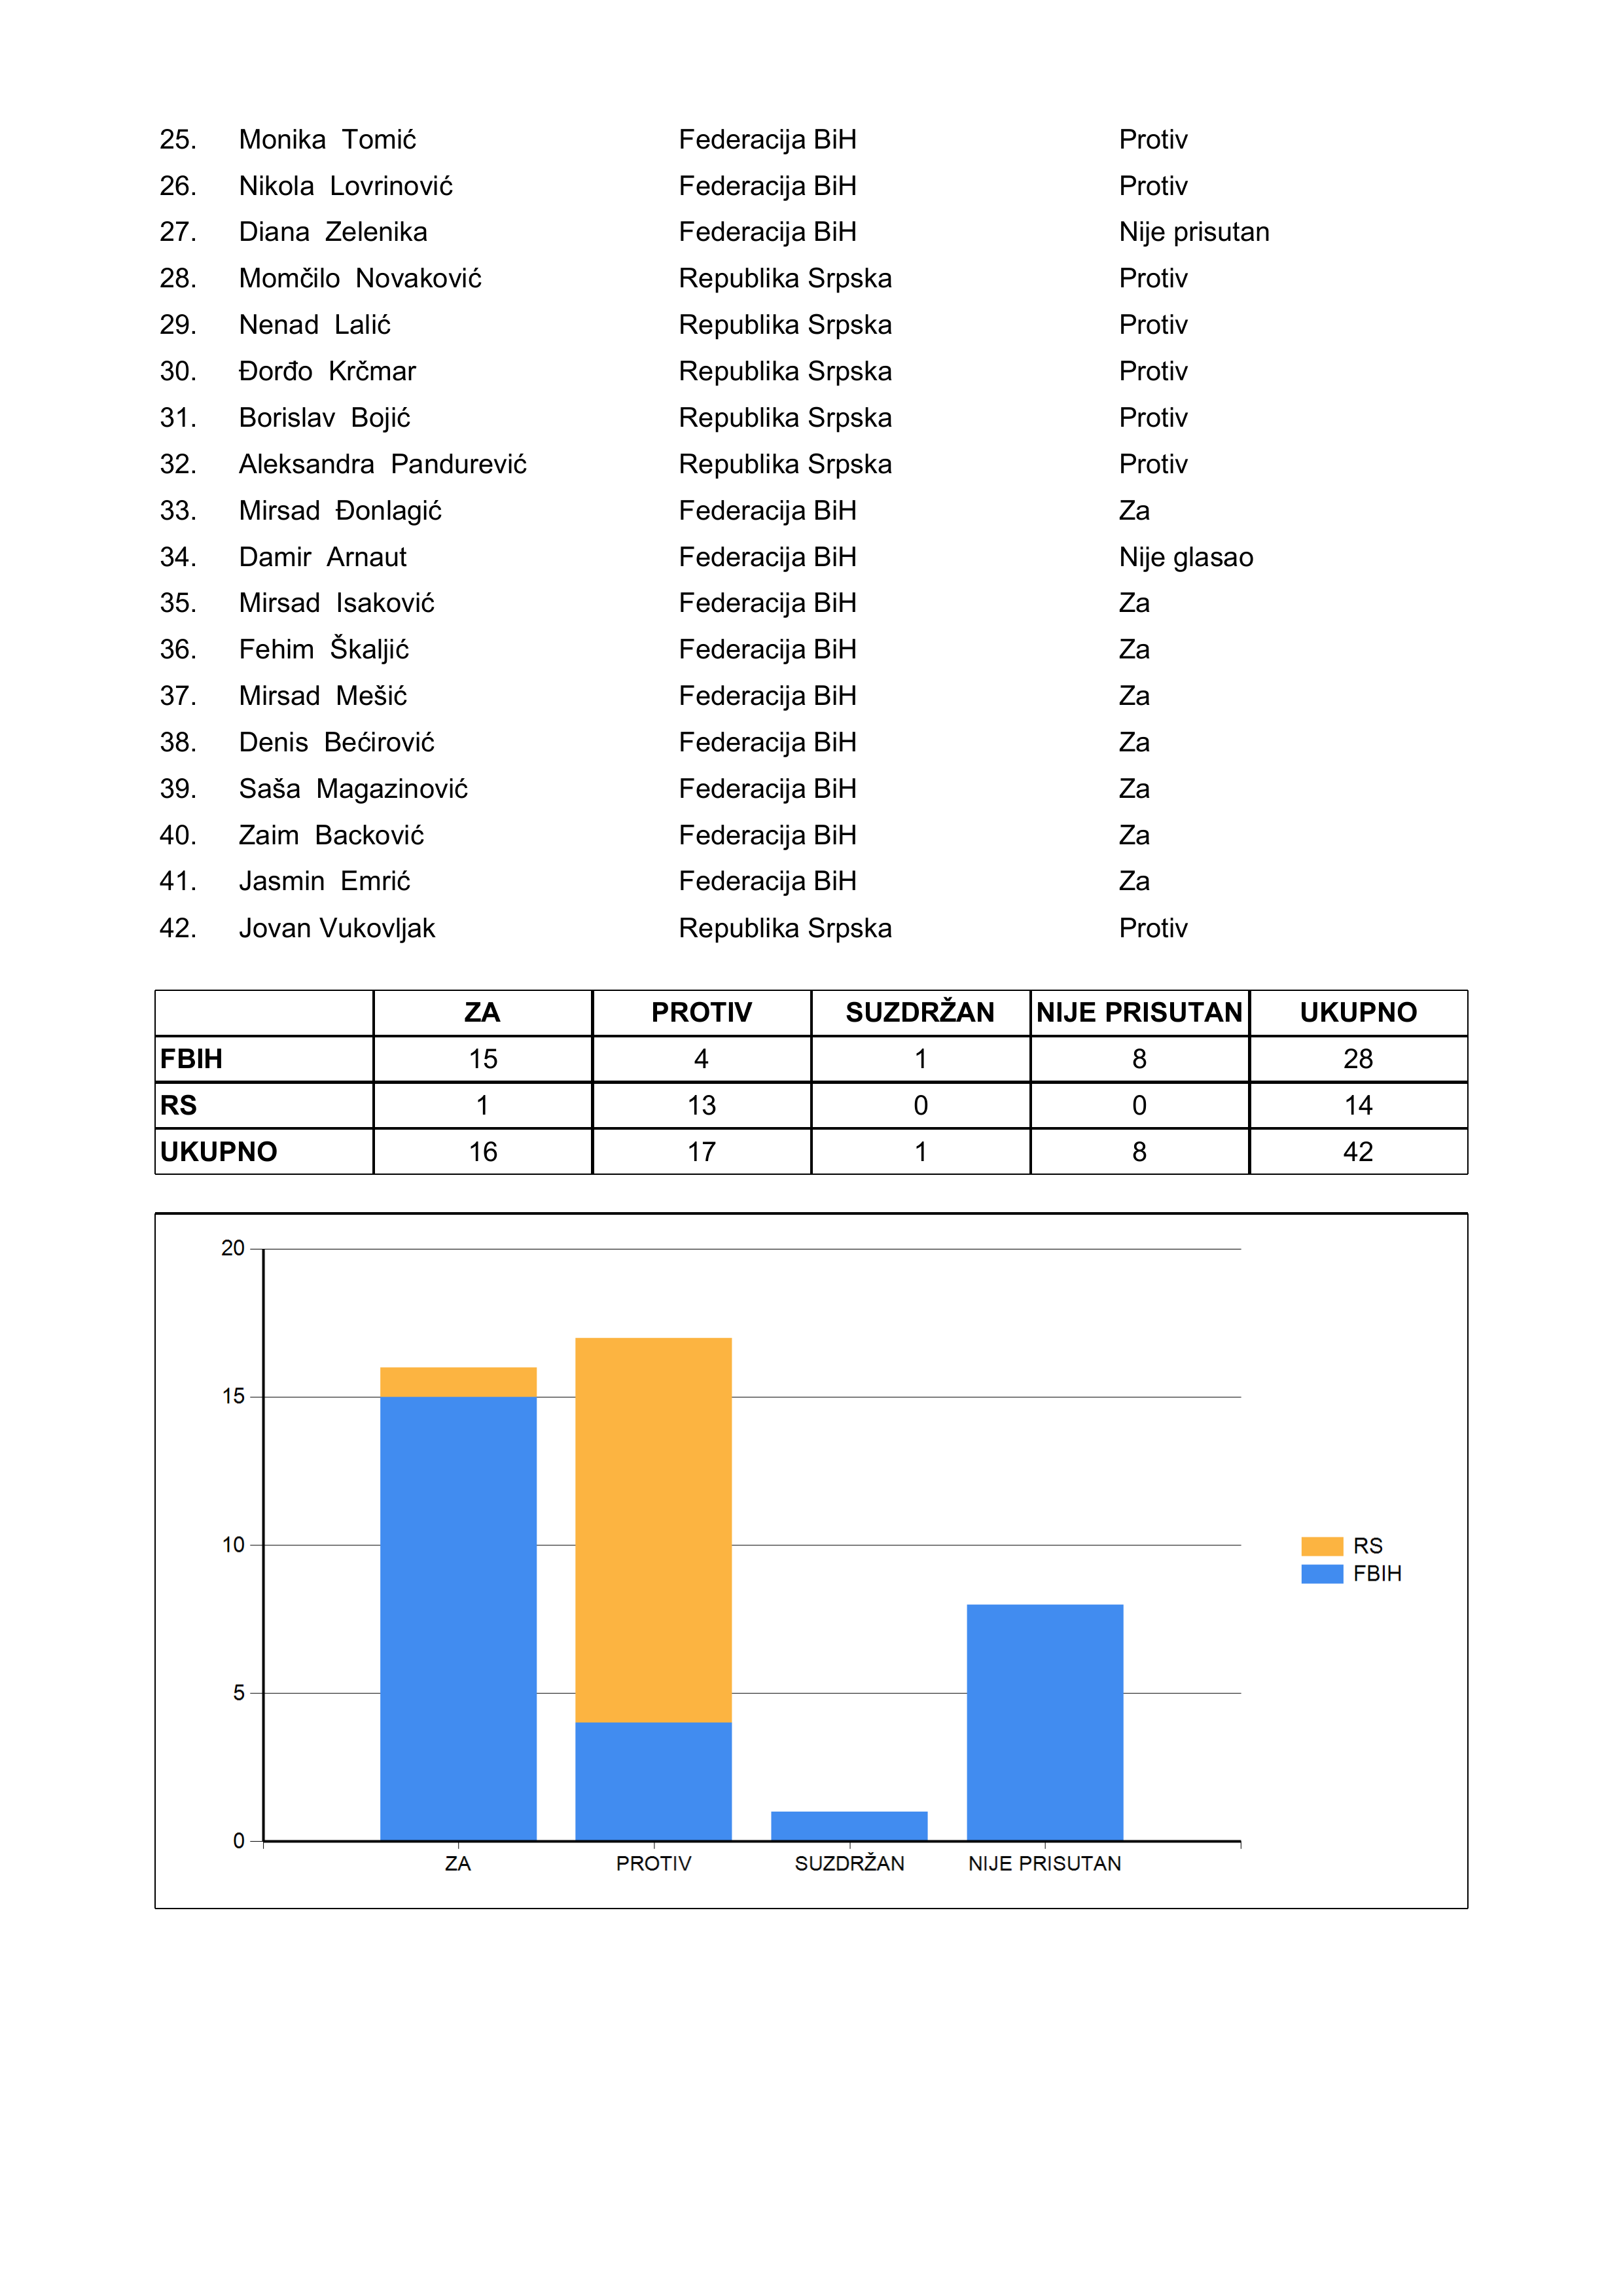 25. Monika Tomić Federacija BiH Protiv
26. Nikola Lovrinović Federacija BiH Protiv
27. Diana Zelenika Federacija BiH Nije prisutan
28. Momčilo Novaković Republika Srpska Protiv
29. Nenad Lalić Republika Srpska Protiv
30. Đorđo Krčmar Republika Srpska Protiv
31. Borislav Bojić Republika Srpska Protiv
32. Aleksandra Pandurević Republika Srpska Protiv
33. Mirsad Đonlagić Federacija BiH Za
34. Damir Arnaut Federacija BiH Nije glasao
35. Mirsad Isaković Federacija BiH Za
36. Fehim Škaljić Federacija BiH Za
37. Mirsad Mešić Federacija BiH Za
38. Denis Bećirović Federacija BiH Za
39. Saša Magazinović Federacija BiH Za
40. Zaim Backović Federacija BiH Za
41. Jasmin Emrić Federacija BiH Za
42. Jovan Vukovljak Republika Srpska Protiv
ZA PROTIV SUZDRŽAN NIJE PRISUTAN UKUPNO
FBIH 15 4 1 8 28
RS 1 13 0 0 14
UKUPNO 16 17 1 8 42
20
15
10
5
0
ZA PROTIV SUZDRŽAN NIJE PRISUTAN
RS
FBIH